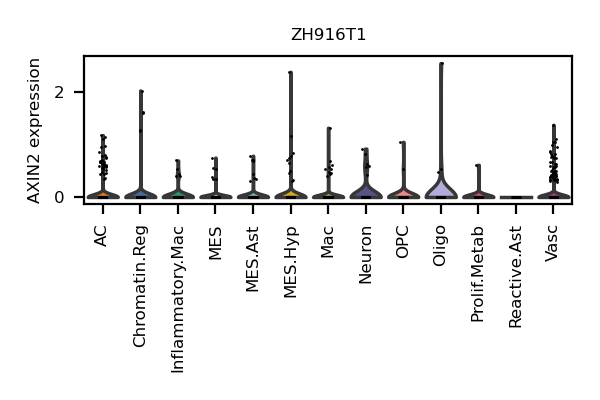 ZH916T1
AXIN2 expression
2
0
AC
Chromatin.Reg
Inflammatory.Mac
MES
MES.Ast
MES.Hyp
Mac
Neuron
OPC
Oligo
Prolif.Metab
Reactive.Ast
Vasc